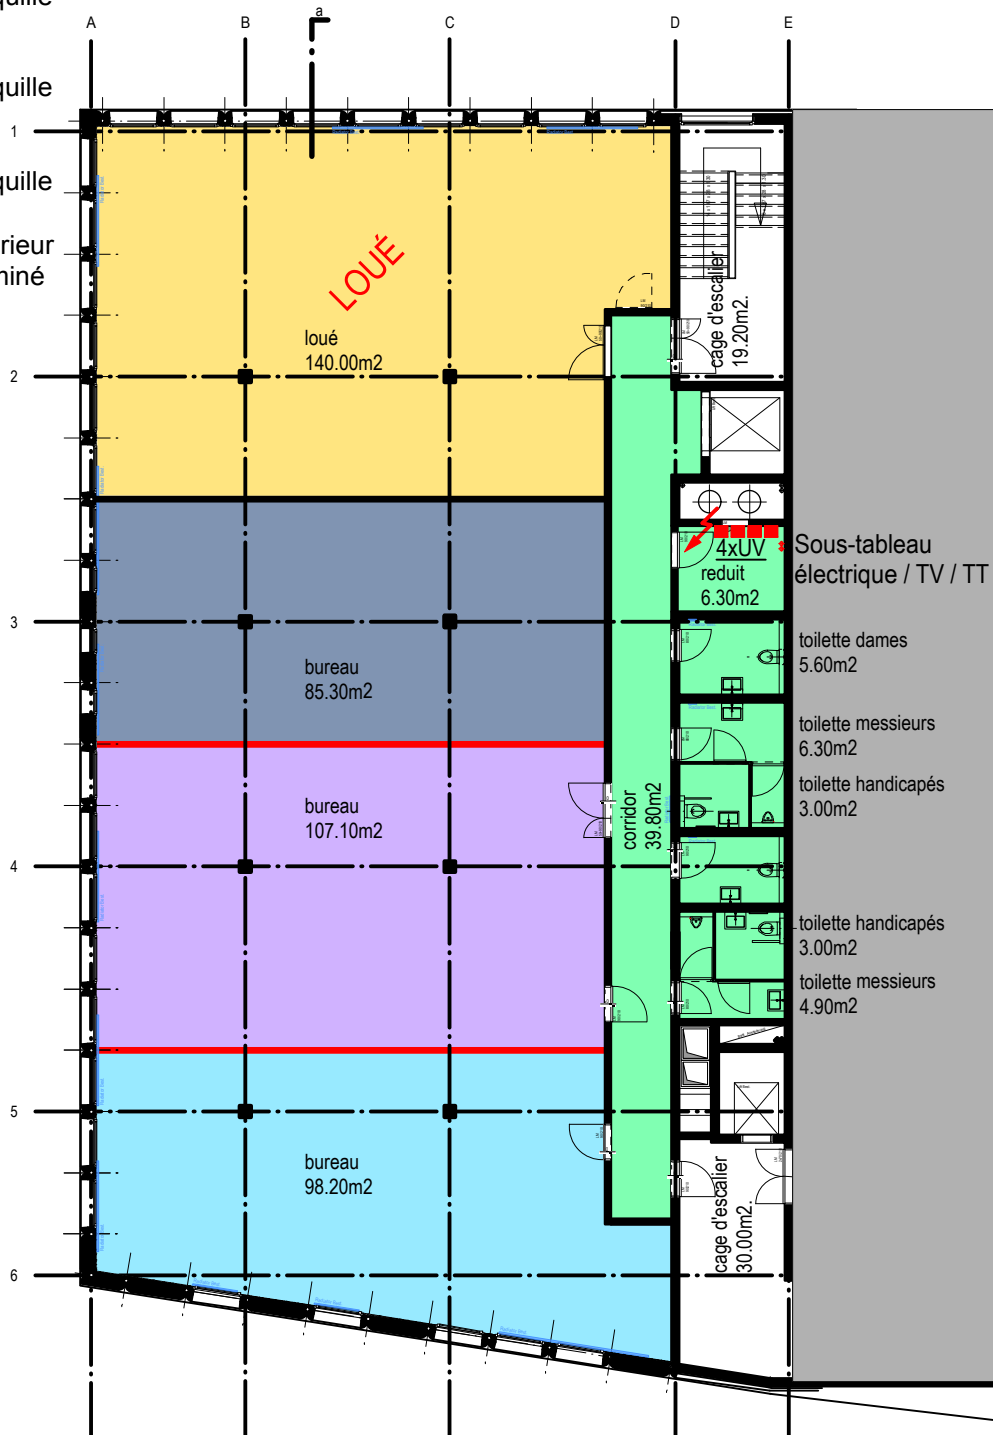 quille
A
B
a
C
D
E
quille
1
quille
rieur
miné
LOUÉ
loué
140.00m2
cage d'escalier
19.20m2.
2
4xUV
reduit
6.30m2
Sous-tableau
électrique / TV / TT
3
toilette dames
5.60m2
bureau
85.30m2
toilette messieurs
6.30m2
toilette handicapés
3.00m2
bureau
107.10m2
corridor
39.80m2
4
toilette handicapés
3.00m2
toilette messieurs
4.90m2
5
bureau
98.20m2
cage d'escalier
30.00m2.
6